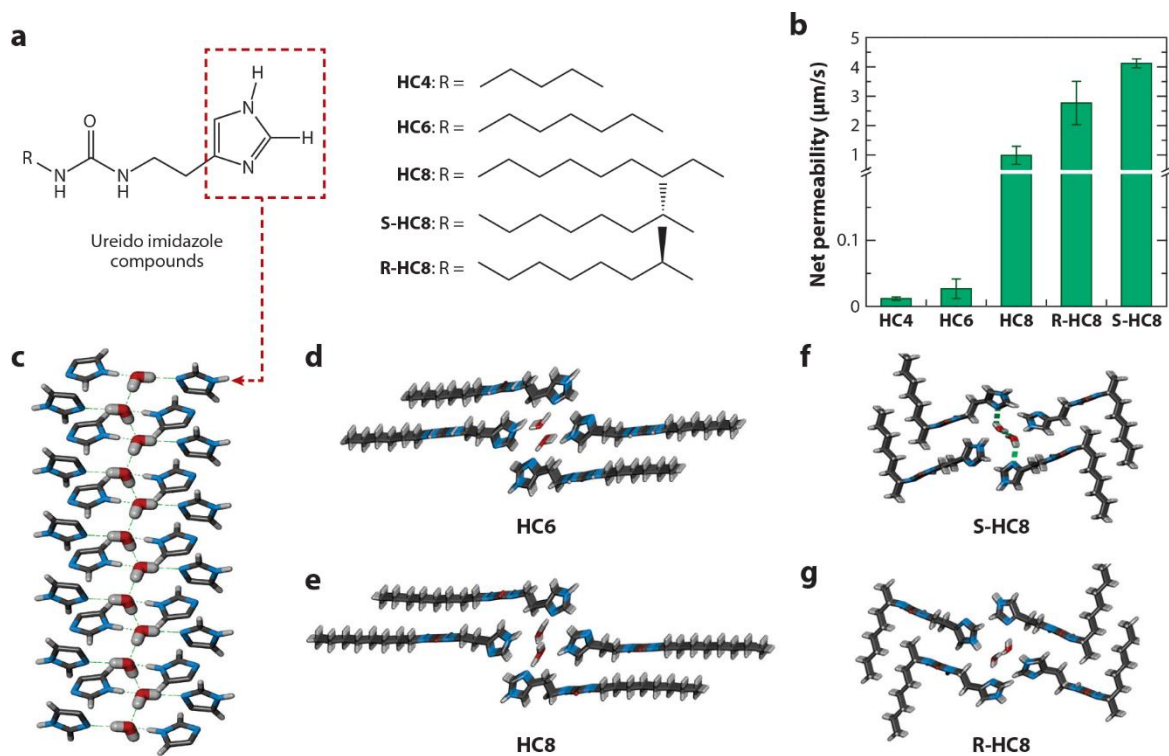 a
H
N
H
N
O
R
N
H
N
H
Ureido imidazole
compounds
HC4: R =
HC6: R =
HC8: R =
S-HC8: R =
R-HC8: R =
b
Net permeability (μm/s)
5
4
3
2
1
0.1
0
HC4 HC6 HC8 R-HC8 S-HC8
c
d
HC6
e
HC8
f
S-HC8
g
R-HC8